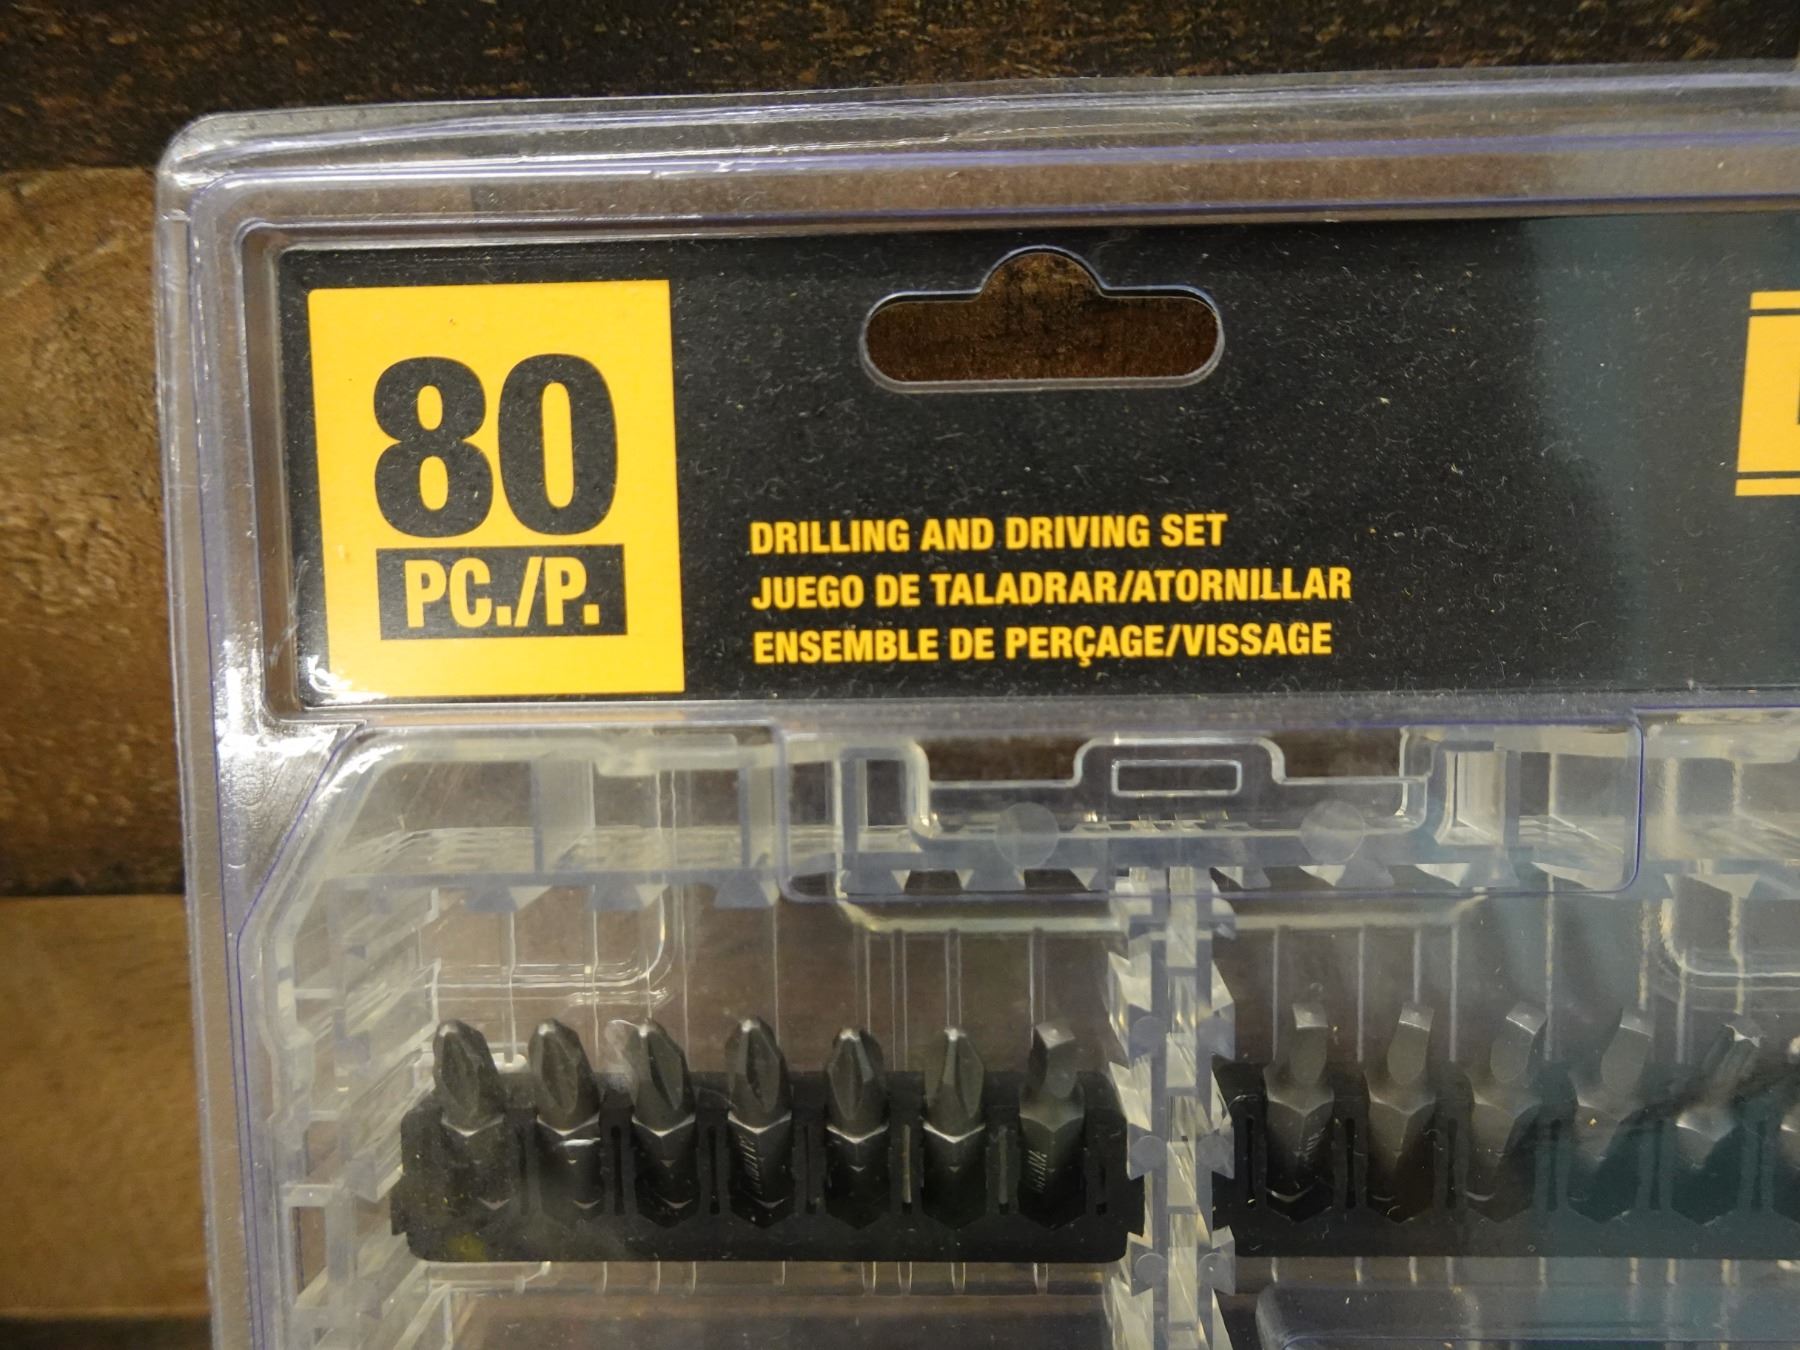 80
PC./P.
DRILLING AND DRIVING SET
JUEGO DE TALADRAR/ATORNILLAR
ENSEMBLE DE PERÇAGE/VISSAGE